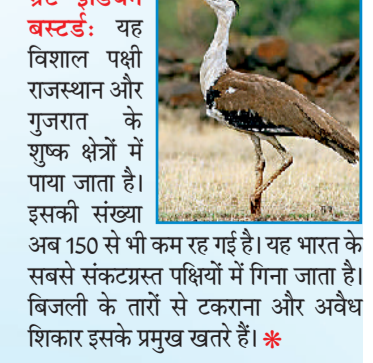 ग्रेट इंडियन
बस्टर्ड: यह
विशाल पक्षी
राजस्थान और
गुजरात के
शुष्क क्षेत्रों में
पाया जाता है।
इसकी संख्या
अब 150 से भी कम रह गई है। यह भारत के
सबसे संकटग्रस्त पक्षियों में गिना जाता है।
बिजली के तारों से टकराना और अवैध
शिकार इसके प्रमुख खतरे हैं।